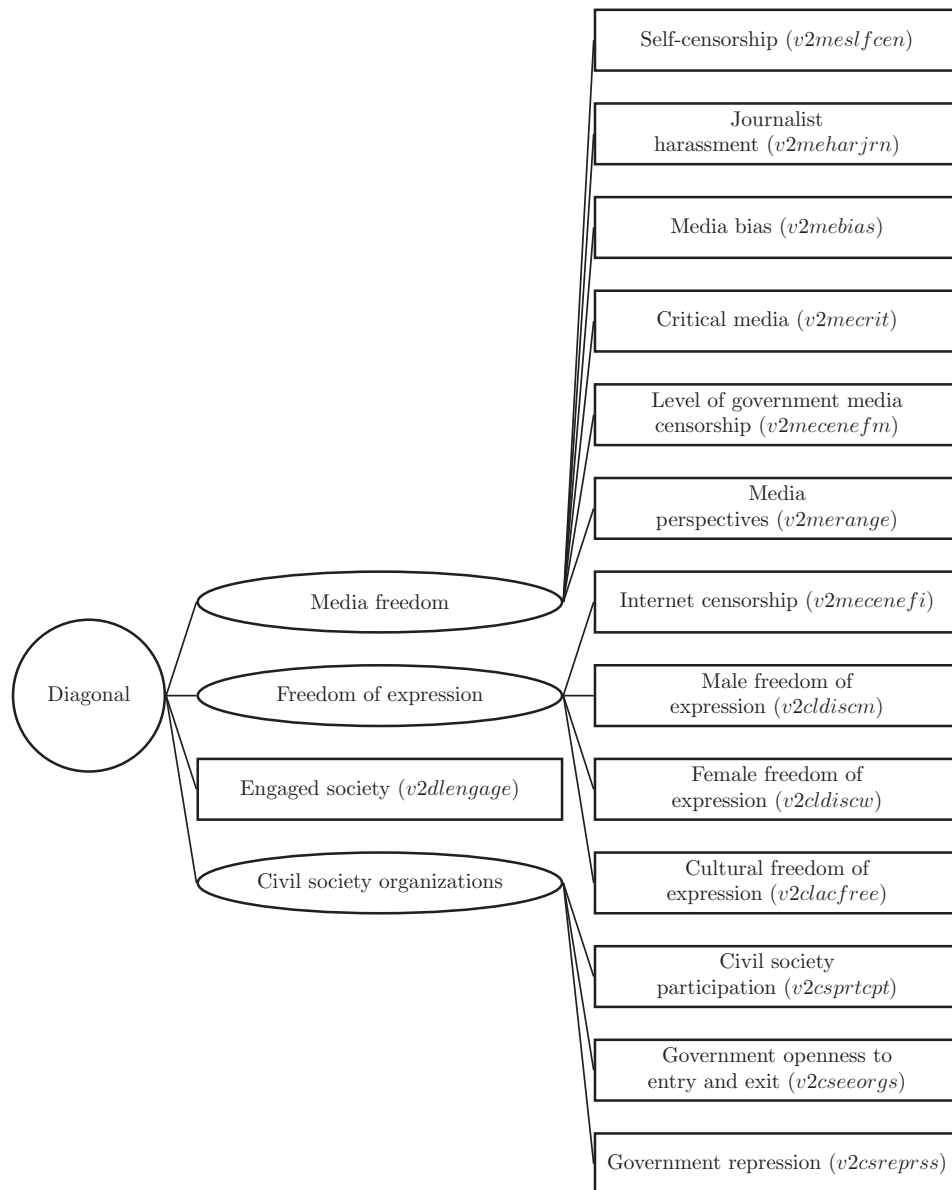 Self-censorship (v2meslfcen)
Journalist
harassment (v2meharjrn)
Media bias (v2mebias)
Critical media (v2mecrit)
Level of government media
censorship (v2mecenefm)
Media
perspectives (v2merange)
Media freedom
Internet censorship (v2mecenefi)
Diagonal
Freedom of expression
Male freedom of
expression (v2cldiscm)
Engaged society (v2dlengage)
Female freedom of
expression (v2cldiscw)
Civil society organizations
Cultural freedom of
expression (v2clacfree)
Civil society
participation (v2csprtcpt)
Government openness to
entry and exit (v2cseeorgs)
Government repression (v2csreprss)